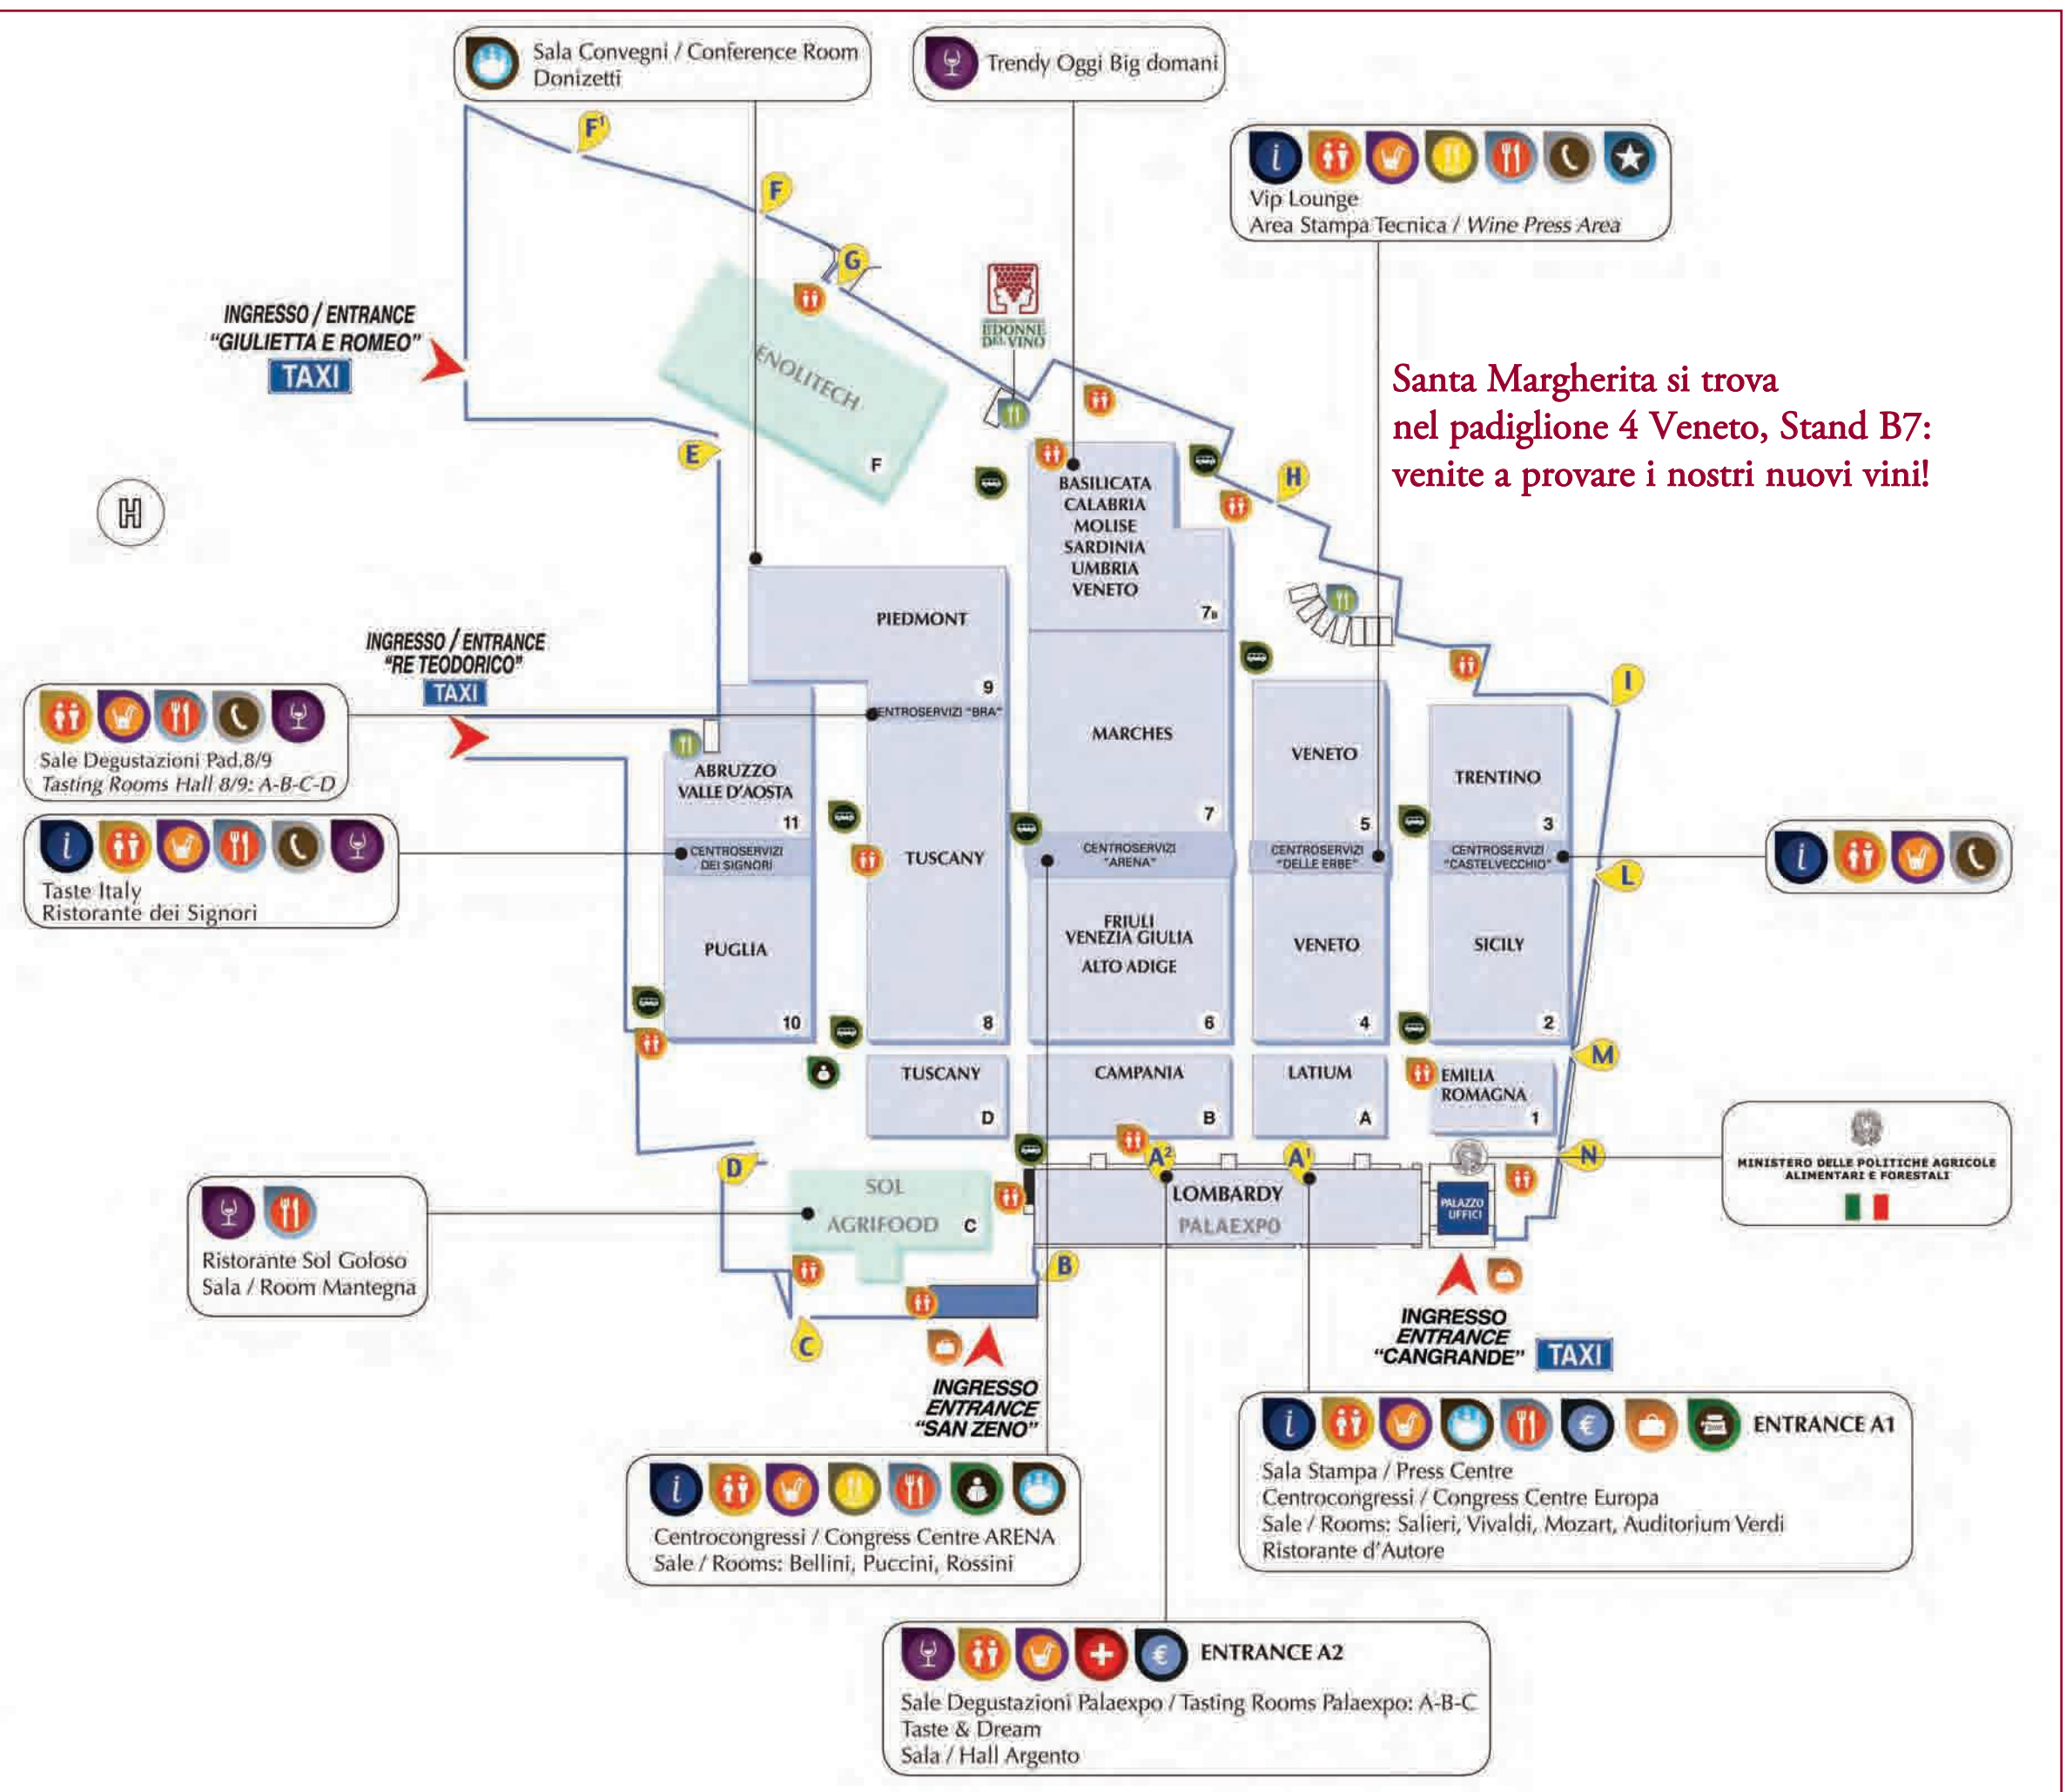 Sala Convegni / Conference Room
Donizetti
Trendy Oggi Big domani
Vip Lounge
Area Stampa Tecnica / Wine Press Area
F¹
F
G
INGRESSO / ENTRANCE
"GIULIETTA E ROMEO"
TAXI
LE DONNE
DEL VINO
Santa Margherita si trova
nel padiglione 4 Veneto, Stand B7:
venite a provare i nostri nuovi vini!
ENOLITECH
F
E
H
H
BASILICATA
CALABRIA
MOLISE
SARDINIA
UMBRIA
VENETO
7B
PIEDMONT
9
INGRESSO / ENTRANCE
"RE TEODORICO"
TAXI
I
Sale Degustazioni Pad.8/9
Tasting Rooms Hall 8/9: A-B-C-D
CENTROSERVIZI "BRA"
MARCHES
7
VENETO
5
TRENTINO
3
ABRUZZO
VALLE D'AOSTA
11
Taste Italy
Ristorante dei Signori
CENTROSERVIZI
DEI SIGNORI
TUSCANY
8
CENTROSERVIZI
"ARENA"
CENTROSERVIZI
"DELLE ERBE"
CENTROSERVIZI
"CASTELVECCHIO"
L
PUGLIA
10
FRIULI
VENEZIA GIULIA
ALTO ADIGE
6
VENETO
4
SICILY
2
M
TUSCANY
D
CAMPANIA
B
LATIUM
A
EMILIA
ROMAGNA
1
N
MINISTERO DELLE POLITICHE AGRICOLE
ALIMENTARI E FORESTALI
D
A²
A¹
SOL
AGRIFOOD
C
LOMBARDY
PALAEXPO
PALAZZO
UFFICI
Ristorante Sol Goloso
Sala / Room Mantegna
B
C
INGRESSO
ENTRANCE
"SAN ZENO"
INGRESSO
ENTRANCE
"CANGRANDE"
TAXI
i
i
i
i
€
ENTRANCE A1
Sala Stampa / Press Centre
Centrocongressi / Congress Centre Europa
Sale / Rooms: Salieri, Vivaldi, Mozart, Auditorium Verdi
Ristorante d'Autore
i
Centrocongressi / Congress Centre ARENA
Sale / Rooms: Bellini, Puccini, Rossini
€
ENTRANCE A2
Sale Degustazioni Palaexpo / Tasting Rooms Palaexpo: A-B-C
Taste & Dream
Sala / Hall Argento